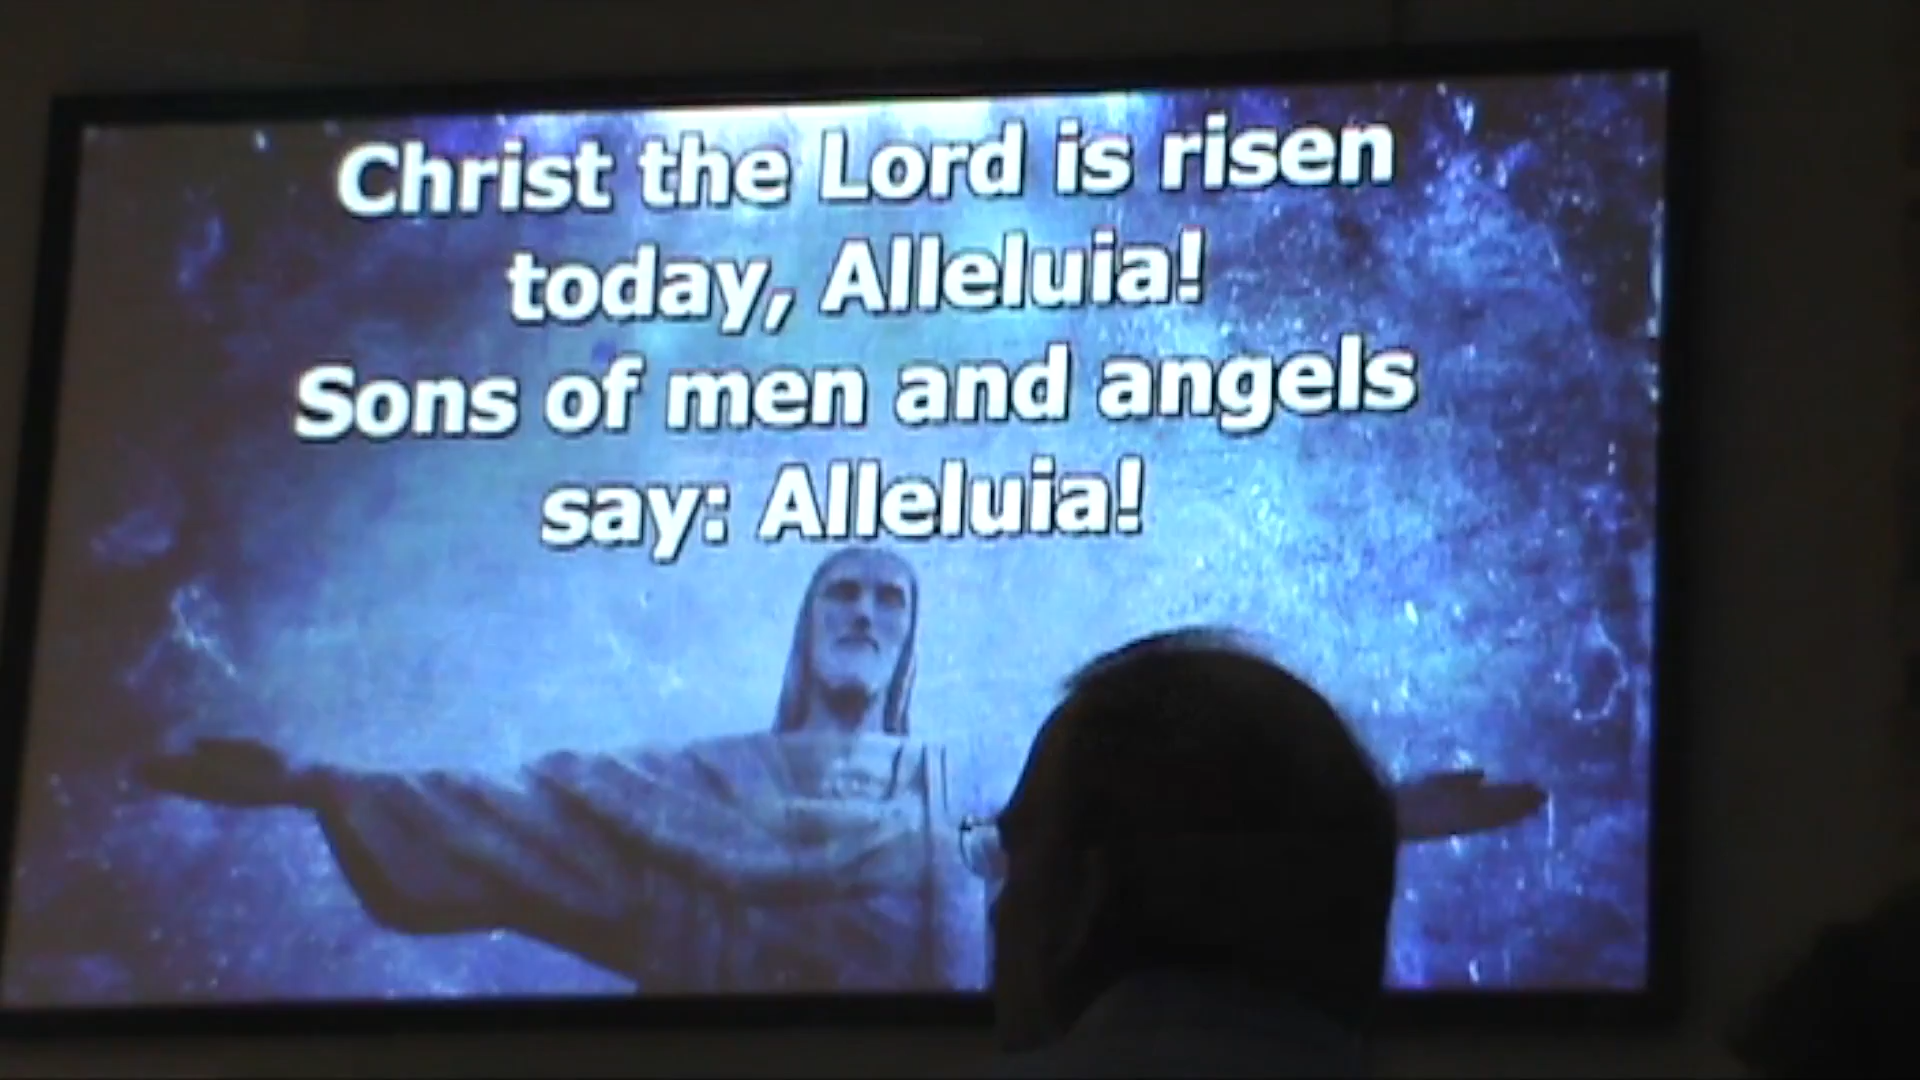 Christ the Lord is risen
today, Alleluia!
Sons of men and angels
say: Alleluia!